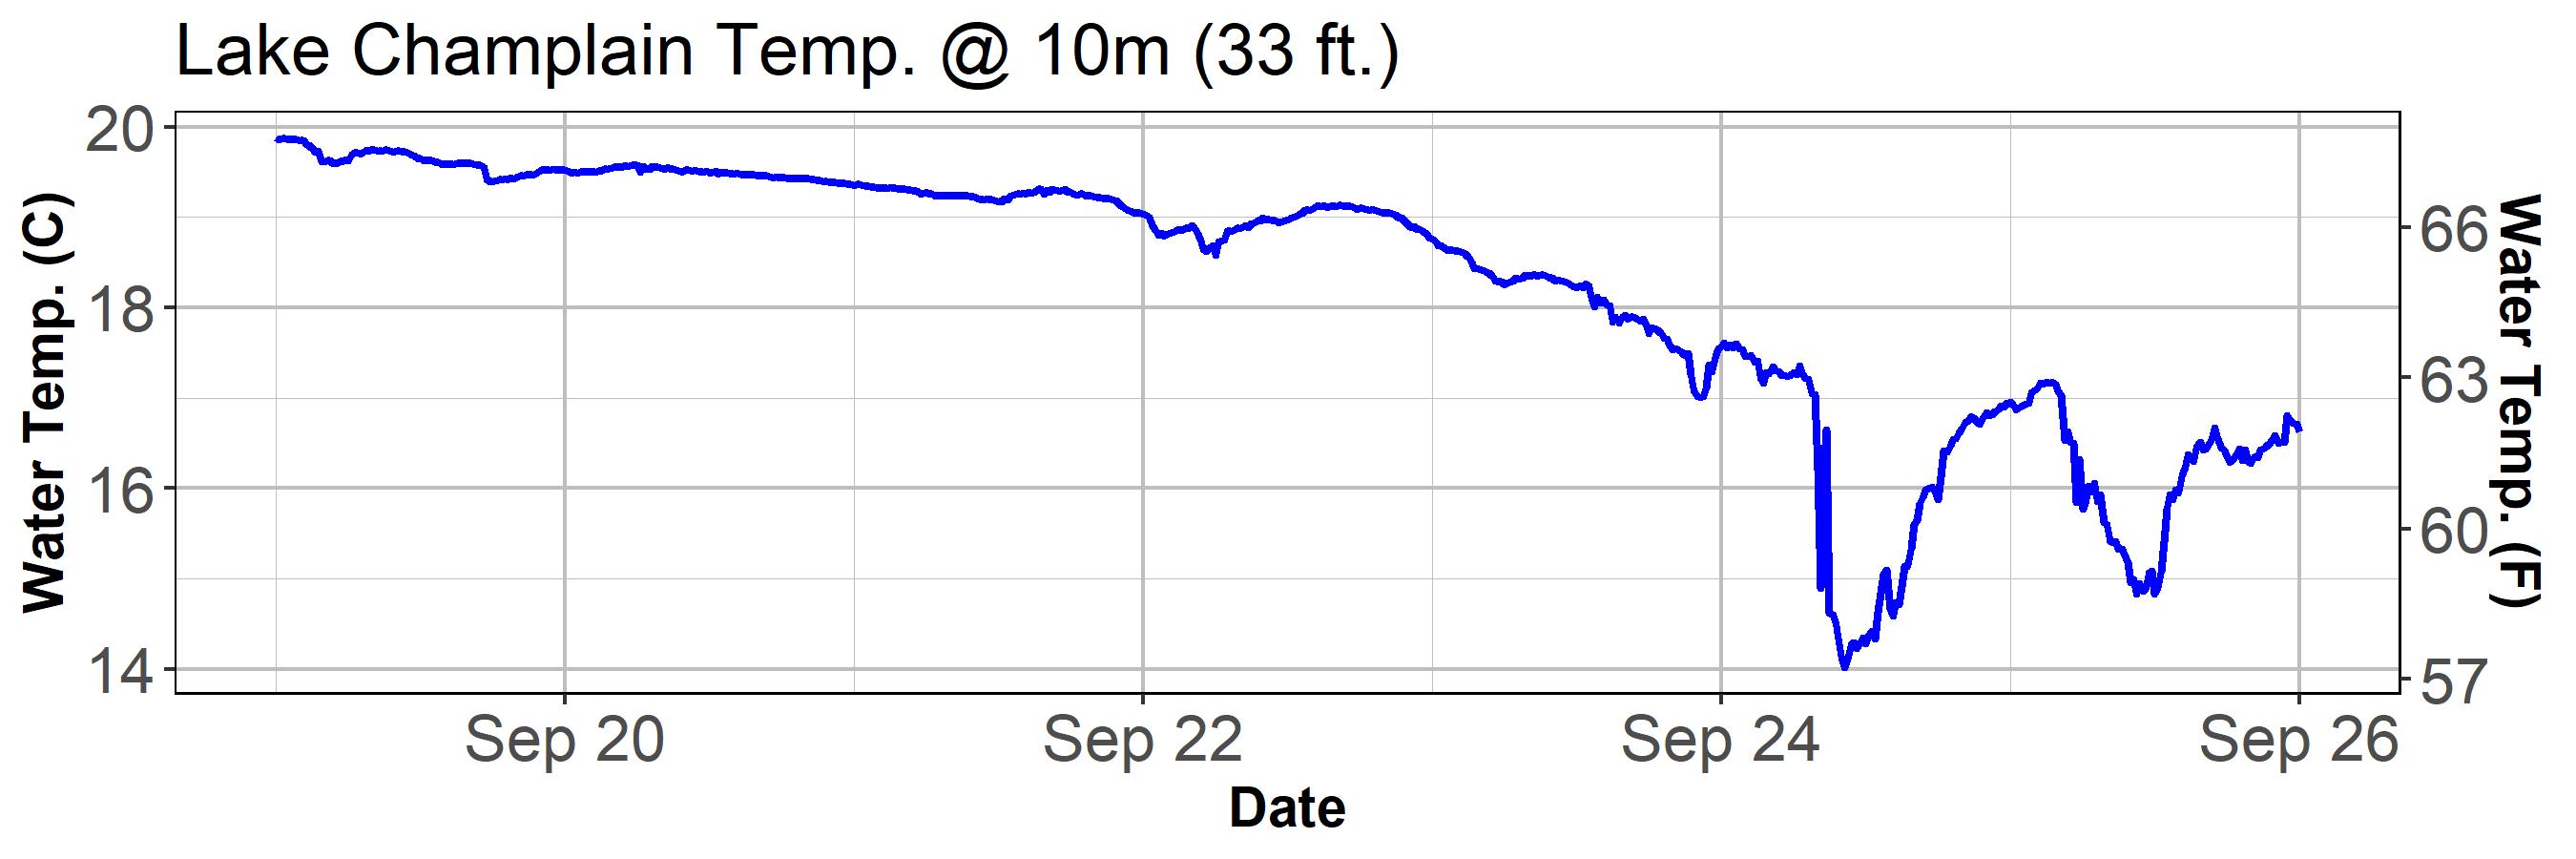 Lake Champlain Temp. @ 10m (33 ft.)
Water Temp. (C)
20
18
16
14
66
63
60
57
Water Temp. (F)
Sep 20
Sep 22
Sep 24
Sep 26
Date